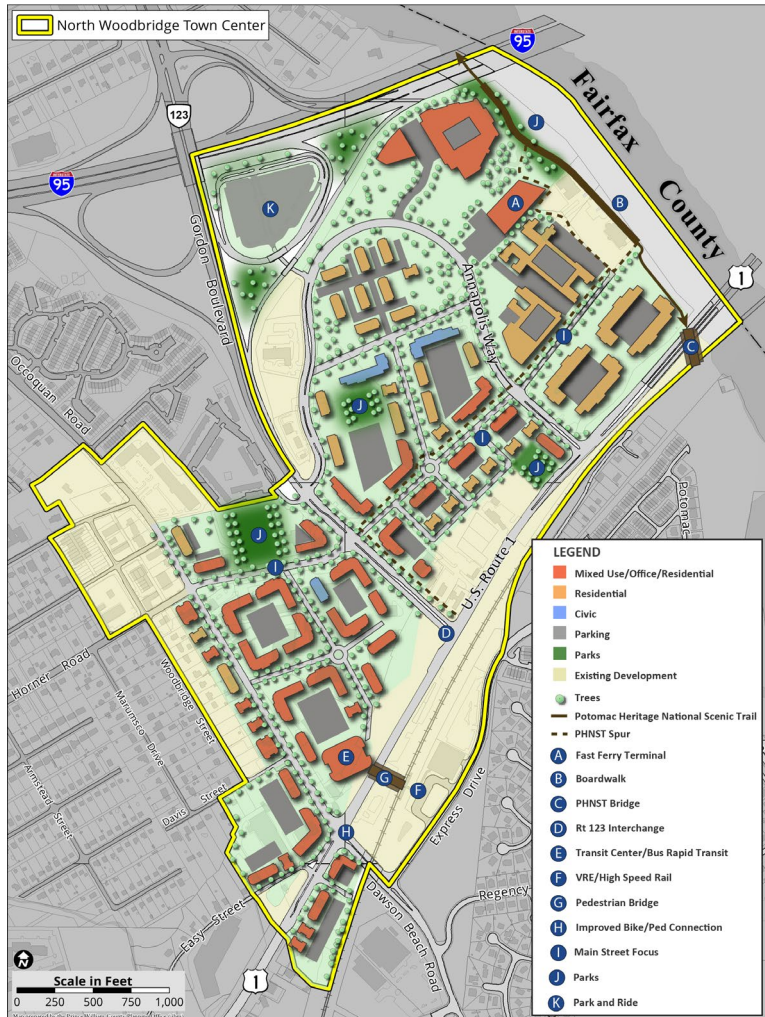 North Woodbridge Town Center
INTERSTATE
95
123
INTERSTATE
95
Fairfax
County
J
K
A
B
1
Gordon Boulevard
Annapolis Way
C
I
Occoquan Road
J
I
J
Potomac
J
I
U.S. Route 1
D
Horner Road
Woodbridge Street
Marumsco Drive
Armstead Street
Davis Street
E
G
F
Express Drive
H
Easy Street
Dawson Beach Road
Regency
1
N
Scale in Feet
0 250 500 750 1,000
LEGEND
Mixed Use/Office/Residential
Residential
Civic
Parking
Parks
Existing Development
Trees
Potomac Heritage National Scenic Trail
PHNST Spur
A Fast Ferry Terminal
B Boardwalk
C PHNST Bridge
D Rt 123 Interchange
E Transit Center/Bus Rapid Transit
F VRE/High Speed Rail
G Pedestrian Bridge
H Improved Bike/Ped Connection
I Main Street Focus
J Parks
K Park and Ride